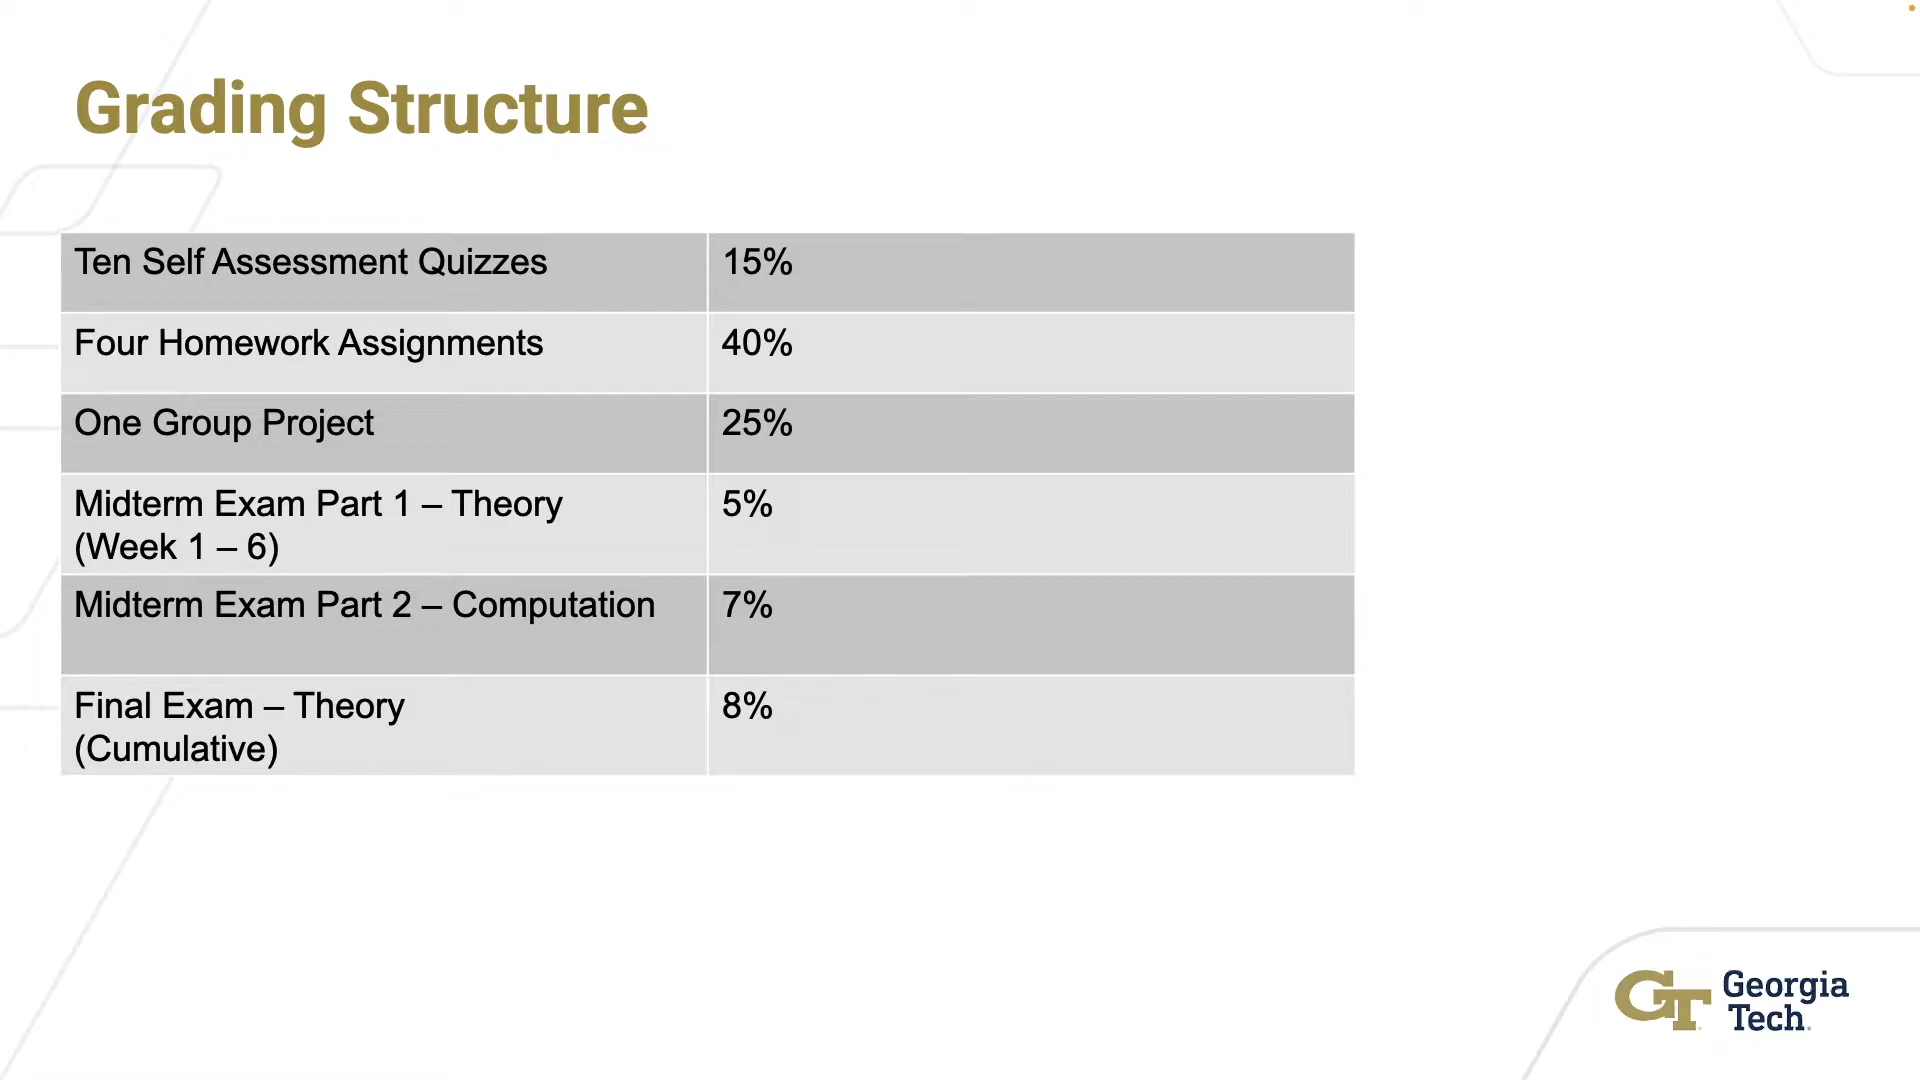 Grading Structure
Ten Self Assessment Quizzes
15%
Four Homework Assignments
40%
One Group Project
25%
Midterm Exam Part 1 – Theory
(Week 1 – 6)
5%
Midterm Exam Part 2 – Computation
7%
Final Exam – Theory
(Cumulative)
8%
GT
Georgia
Tech